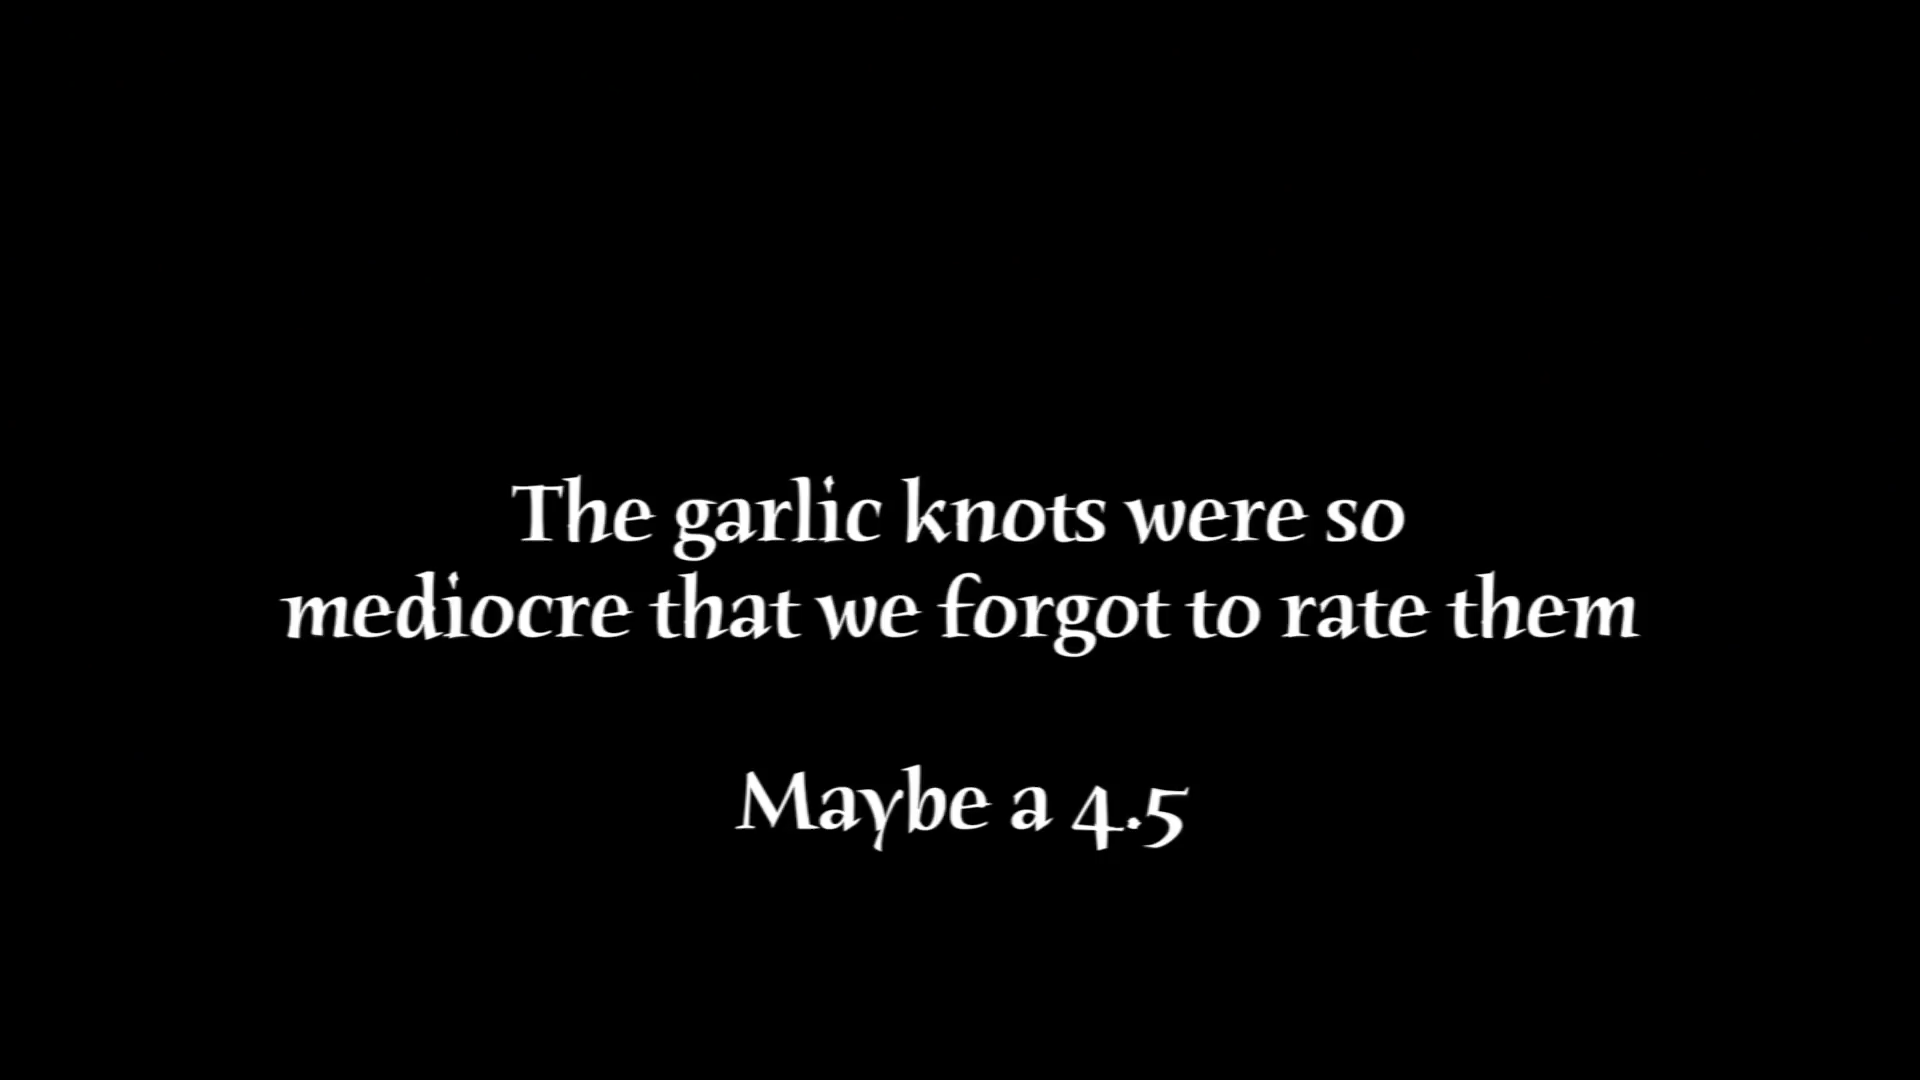 The garlic knots were so
mediocre that we forgot to rate them
Maybe a 4.5